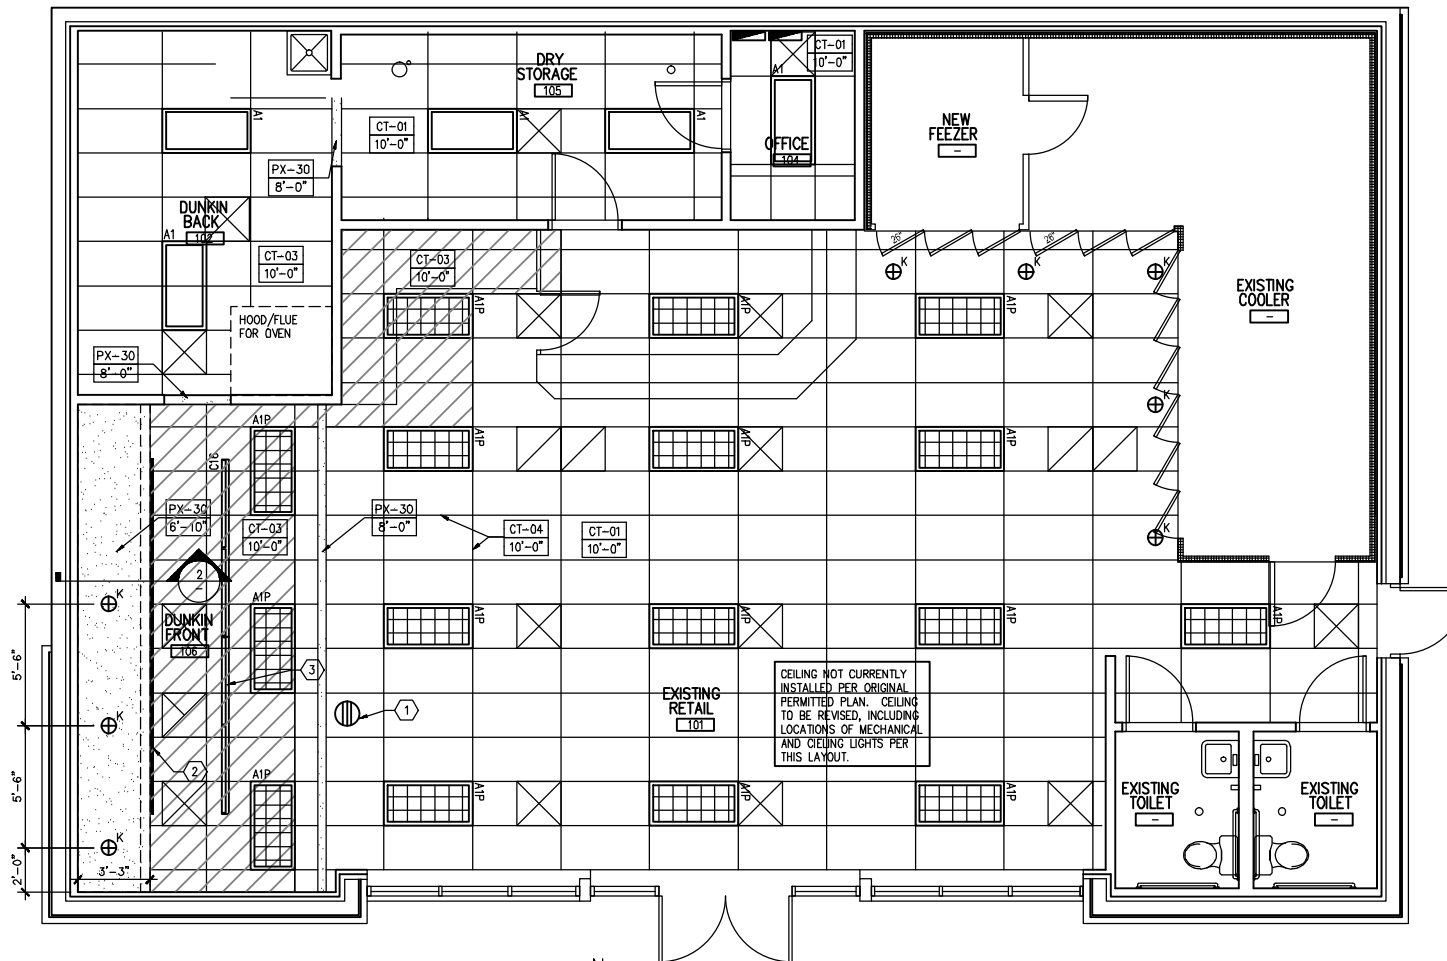 DRY
STORAGE
105
CT-01
10'-0"
A1
A1
A1
A1
CT-01
10'-0"
OFFICE
104
NEW
FEEZER
-
PX-30
8'-0"
DUNKIN
BACK
102
A1
CT-03
10'-0"
CT-03
10'-0"
HOOD/FLUE
FOR OVEN
PX-30
8'-0"
K
K
K
EXISTING
COOLER
-
A1P
A1P
A1P
K
A1P
C16
A1P
A1P
A1P
PX-30
6'-10"
CT-03
10'-0"
PX-30
8'-0"
CT-04
10'-0"
CT-01
10'-0"
K
2
-
K
A1P
DUNKIN
FRONT
106
A1P
A1P
A1P
A1P
5'-6"
3
1
EXISTING
RETAIL
101
CEILING NOT CURRENTLY
INSTALLED PER ORIGINAL
PERMITTED PLAN. CEILING
TO BE REVISED, INCLUDING
LOCATIONS OF MECHANICAL
AND CIELING LIGHTS PER
THIS LAYOUT.
K
2
5'-6"
A1P
A1P
A1P
A1P
EXISTING
TOILET
-
EXISTING
TOILET
-
K
2'-0"
3'-3"